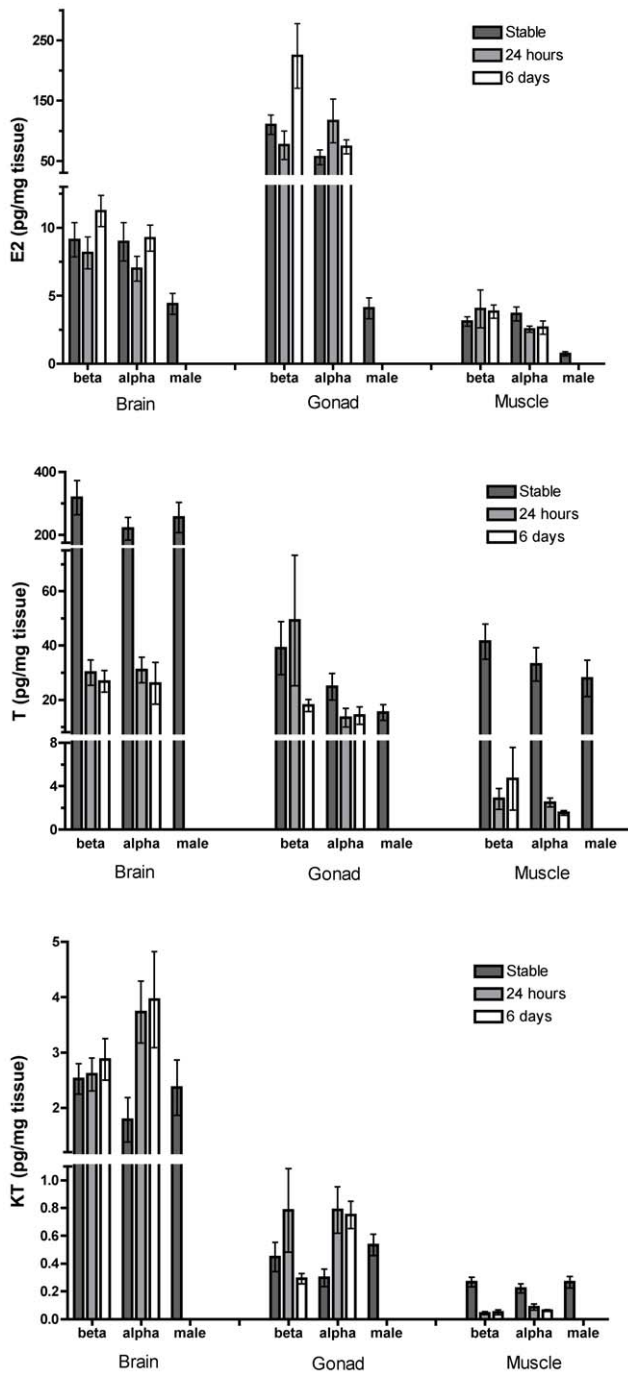 E2 (pg/mg tissue)
250
150
50
10
5
0
Stable
24 hours
6 days
beta alpha male beta alpha male beta alpha male
Brain Gonad Muscle
T (pg/mg tissue)
400
200
60
40
20
8
4
0
Stable
24 hours
6 days
beta alpha male beta alpha male beta alpha male
Brain Gonad Muscle
KT (pg/mg tissue)
5
4
3
2
1.0
0.8
0.6
0.4
0.2
0.0
Stable
24 hours
6 days
beta alpha male beta alpha male beta alpha male
Brain Gonad Muscle